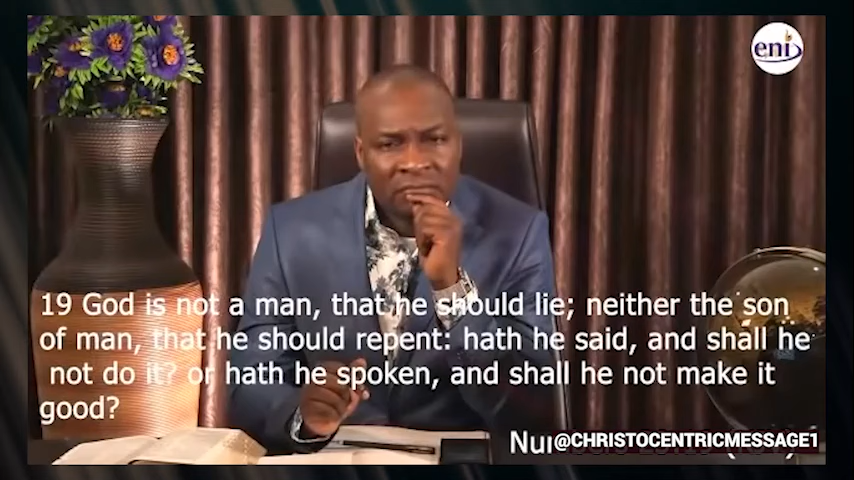 eni
19 God is not a man, that he should lie; neither the son
of man, that he should repent: hath he said, and shall he
not do it? or hath he spoken, and shall he not make it
good?
@CHRISTOCENTRICMESSAGE1